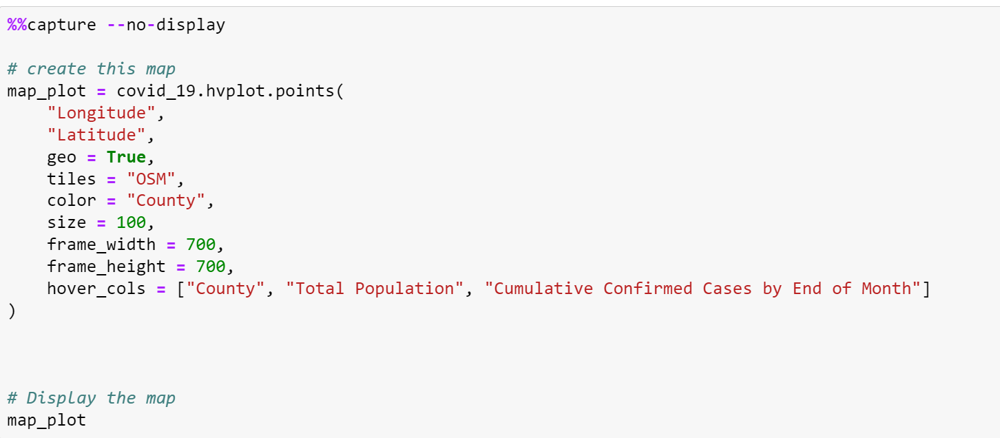 %%capture --no-display
# create this map
map_plot = covid_19.hvplot.points(
    "Longitude",
    "Latitude",
    geo = True,
    tiles = "OSM",
    color = "County",
    size = 100,
    frame_width = 700,
    frame_height = 700,
    hover_cols = ["County", "Total Population", "Cumulative Confirmed Cases by End of Month"]
)
# Display the map
map_plot